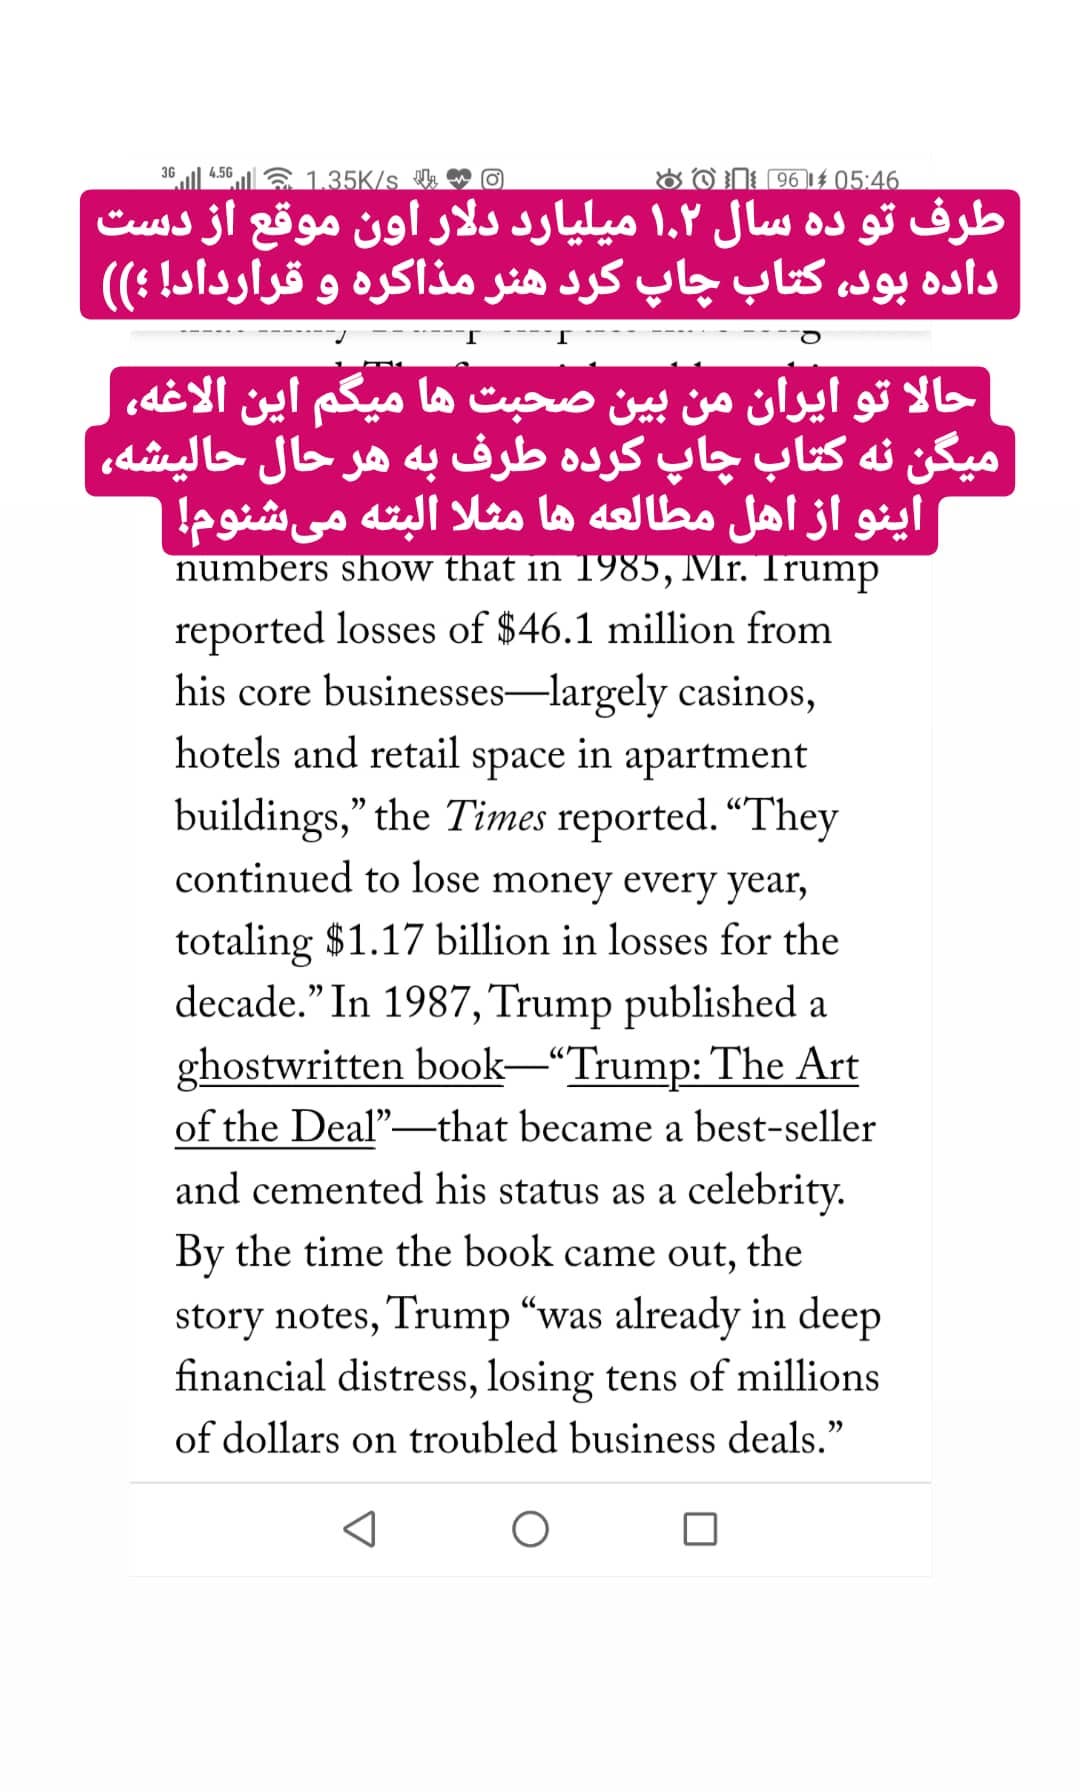 3G 4.5G 1.35K/s 96 05:46
طرف تو ده سال ۱.۲ میلیارد دلار اون موقع از دست
داده بود، کتاب چاپ کرد هنر مذاکره و قرارداد! ؛))
حالا تو ایران من بین صحبت ها میگم این الاغه،
میگن نه کتاب چاپ کرده طرف به هر حال حالیشه،
اینو از اهل مطالعه ها مثلا البته می‌شنوم!
numbers show that in 1985, Mr. Trump
reported losses of $46.1 million from
his core businesses—largely casinos,
hotels and retail space in apartment
buildings,” the Times reported. “They
continued to lose money every year,
totaling $1.17 billion in losses for the
decade.” In 1987, Trump published a
ghostwritten book—“Trump: The Art
of the Deal”—that became a best-seller
and cemented his status as a celebrity.
By the time the book came out, the
story notes, Trump “was already in deep
financial distress, losing tens of millions
of dollars on troubled business deals.”